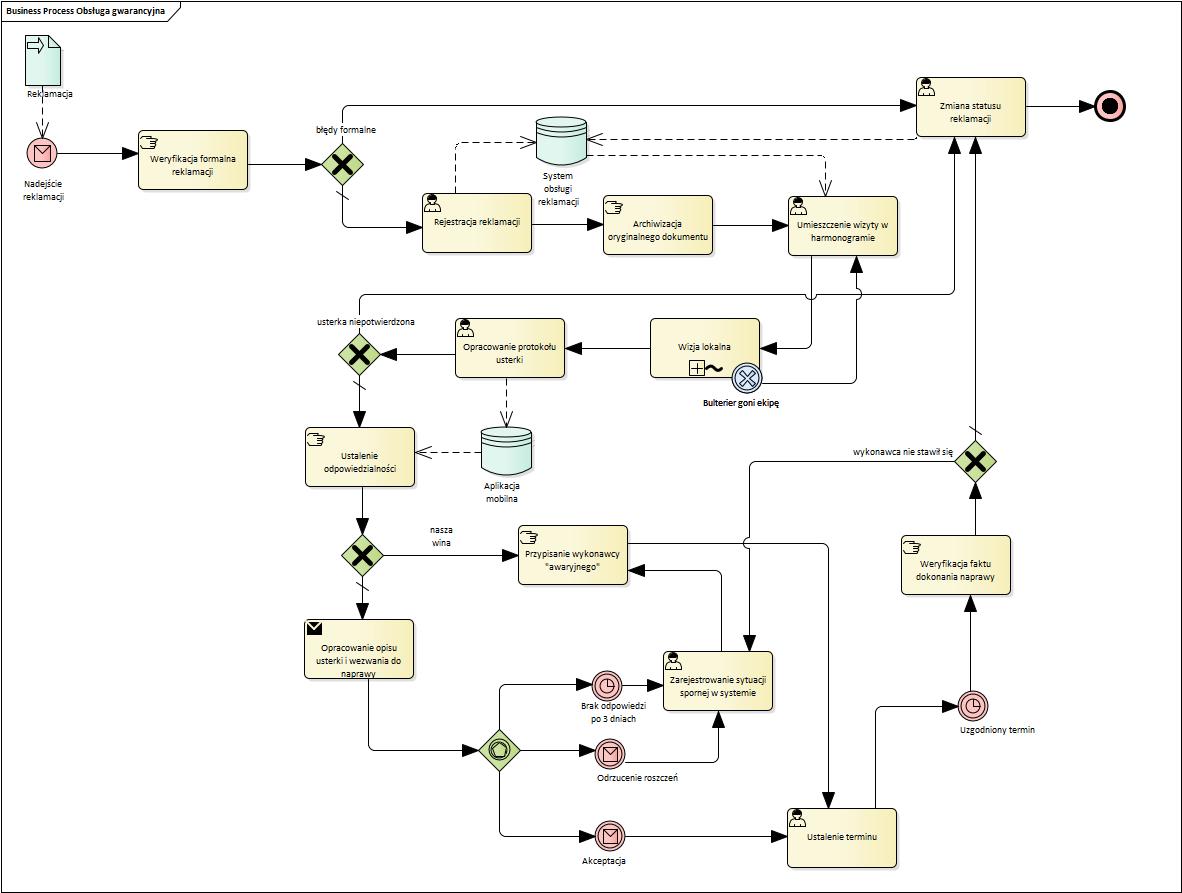 Business Process Obsługa gwarancyjna
Reklamacja
Nadejście
reklamacji
Weryfikacja formalna
reklamacji
błędy formalne
System
obsługi
reklamacji
Zmiana statusu
reklamacji
Rejestracja reklamacji
Archiwizacja
oryginalnego dokumentu
Umieszczenie wizyty w
harmonogramie
usterka niepotwierdzona
Opracowanie protokołu
usterki
Wizja lokalna
Bulterier goni ekipę
Ustalenie
odpowiedzialności
Aplikacja
mobilna
wykonawca nie stawił się
nasza
wina
Przypisanie wykonawcy
"awaryjnego"
Weryfikacja faktu
dokonania naprawy
Opracowanie opisu
usterki i wezwania do
naprawy
Zarejestrowanie sytuacji
spornej w systemie
Brak odpowiedzi
po 3 dniach
Uzgodniony termin
Odrzucenie roszczeń
Akceptacja
Ustalenie terminu